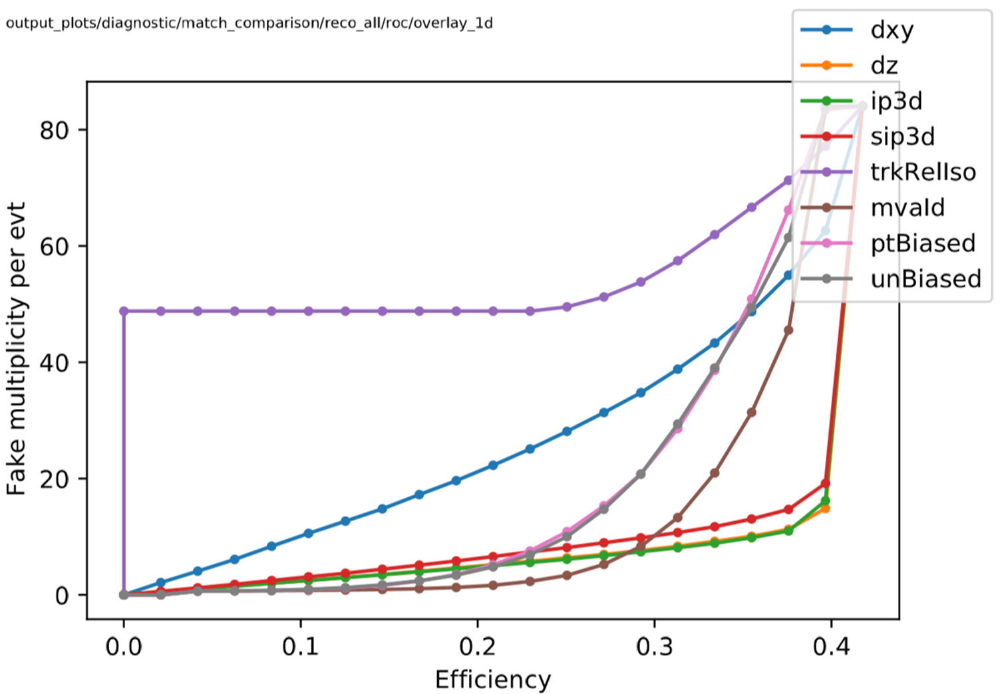 output_plots/diagnostic/match_comparison/reco_all/roc/overlay_1d
dxy
dz
ip3d
sip3d
trkRelIso
mvaId
ptBiased
unBiased
Fake multiplicity per evt
80
60
40
20
0
0.0 0.1 0.2 0.3 0.4
Efficiency